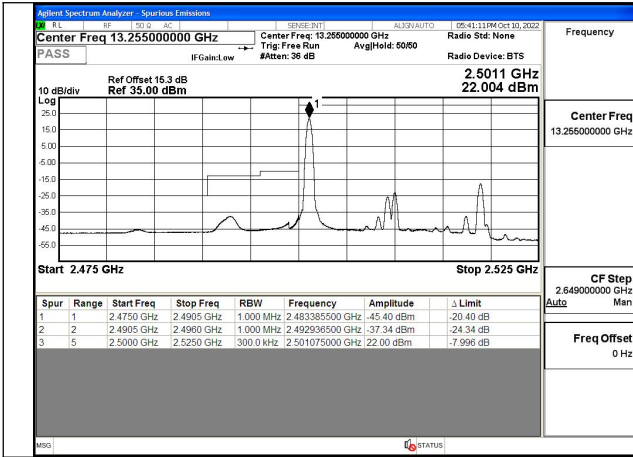 Agilent Spectrum Analyzer - Spurious Emissions
LXI RL RF 50 Ω AC SENSE:INT ALIGN AUTO 05:41:11 PM Oct 10, 2022
Center Freq 13.255000000 GHz
Center Freq: 13.255000000 GHz
Radio Std: None
Frequency
PASS
Trig: Free Run Avg|Hold: 50/50
IFGain:Low
#Atten: 36 dB
Radio Device: BTS
Ref Offset 15.3 dB
2.5011 GHz
10 dB/div Ref 35.00 dBm
22.004 dBm
Log
1
25.0
15.0
5.00
-5.00
-15.0
-25.0
-35.0
-45.0
-55.0
Start 2.475 GHz Stop 2.525 GHz
Center Freq
13.255000000 GHz
CF Step
2.649000000 GHz
Auto Man
Freq Offset
0 Hz
Spur Range Start Freq Stop Freq RBW Frequency Amplitude Δ Limit
1 1 2.4750 GHz 2.4905 GHz 1.000 MHz 2.483385500 GHz -45.40 dBm -20.40 dB
2 2 2.4905 GHz 2.4960 GHz 1.000 MHz 2.492936500 GHz -37.34 dBm -24.34 dB
3 5 2.5000 GHz 2.5250 GHz 300.0 kHz 2.501075000 GHz 22.00 dBm -7.996 dB
MSG STATUS